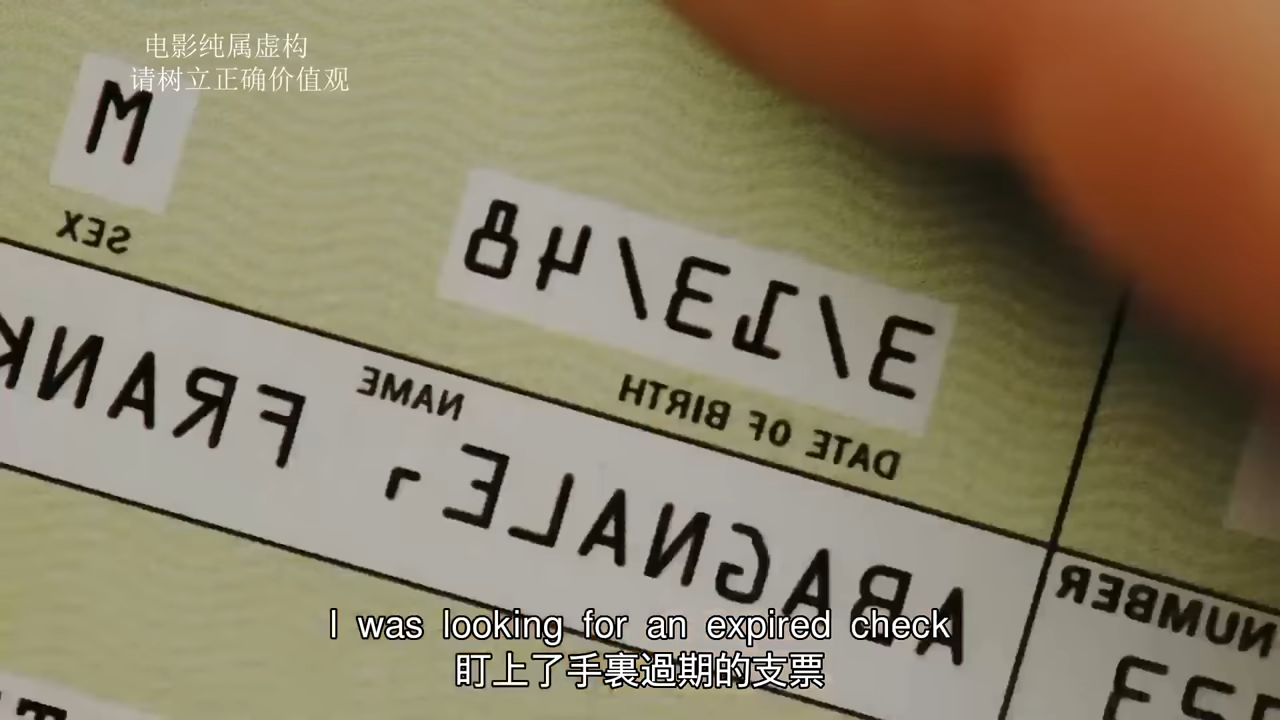 电影纯属虚构
请树立正确价值观
M
SEX
3/13/48
DATE OF BIRTH
NAME
ABAGNALE, FRANK
NUMBER
I was looking for an expired check
盯上了手裏過期的支票